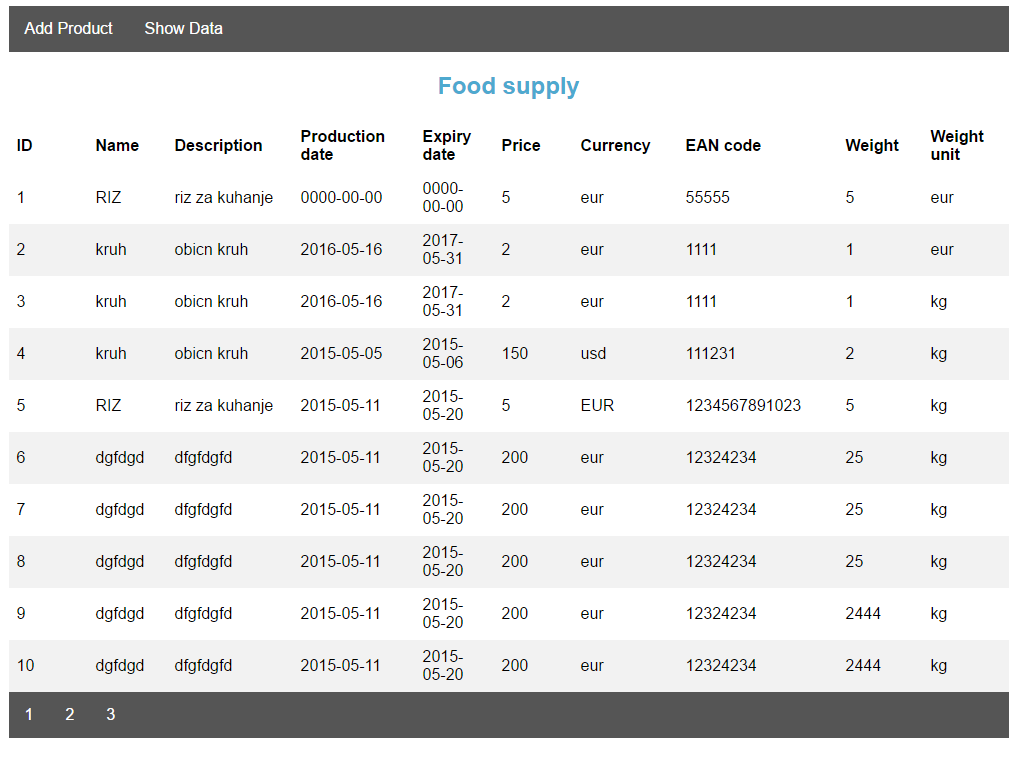 Add Product Show Data
Food supply
ID Name Description Production date Expiry date Price Currency EAN code Weight Weight unit
1 RIZ riz za kuhanje 0000-00-00 0000-00-00 5 eur 55555 5 eur
2 kruh obicn kruh 2016-05-16 2017-05-31 2 eur 1111 1 eur
3 kruh obicn kruh 2016-05-16 2017-05-31 2 eur 1111 1 kg
4 kruh obicn kruh 2015-05-05 2015-05-06 150 usd 111231 2 kg
5 RIZ riz za kuhanje 2015-05-11 2015-05-20 5 EUR 1234567891023 5 kg
6 dgfdgd dfgfdgfd 2015-05-11 2015-05-20 200 eur 12324234 25 kg
7 dgfdgd dfgfdgfd 2015-05-11 2015-05-20 200 eur 12324234 25 kg
8 dgfdgd dfgfdgfd 2015-05-11 2015-05-20 200 eur 12324234 25 kg
9 dgfdgd dfgfdgfd 2015-05-11 2015-05-20 200 eur 12324234 2444 kg
10 dgfdgd dfgfdgfd 2015-05-11 2015-05-20 200 eur 12324234 2444 kg
1 2 3